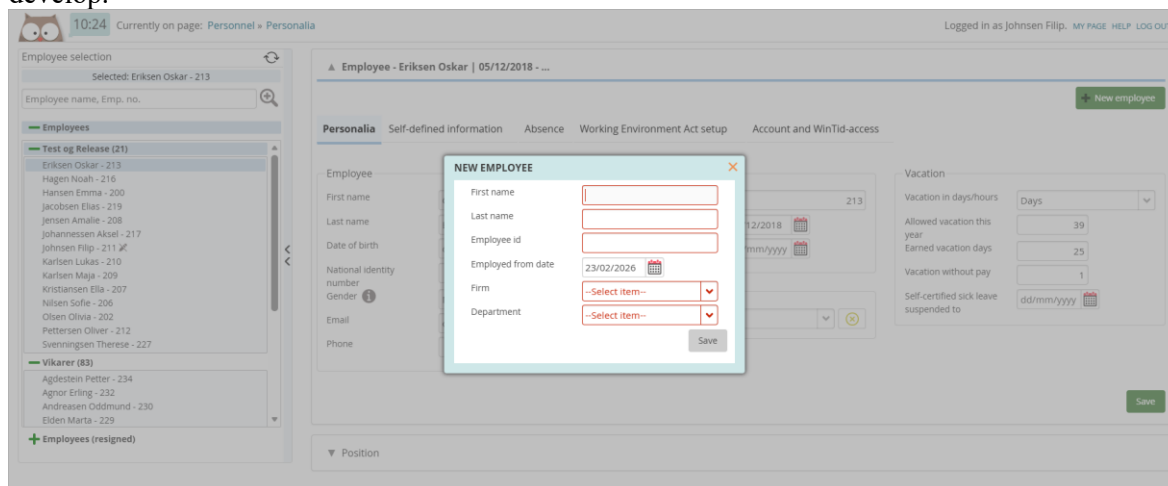 develop.
10:24 Currently on page: Personnel » Personalia
Logged in as Johnsen Filip. MY PAGE HELP LOG OUT
Employee selection
Selected: Eriksen Oskar - 213
Employee name, Emp. no.
Employees
Test og Release (21)
Eriksen Oskar - 213
Hagen Noah - 216
Hansen Emma - 200
Jacobsen Elias - 219
Jensen Amalie - 208
Johannessen Aksel - 217
Johnsen Filip - 211
Karlsen Lukas - 210
Karlsen Maja - 209
Kristiansen Ella - 207
Nilsen Sofie - 206
Olsen Olivia - 202
Pettersen Oliver - 212
Svenningsen Therese - 227
Vikarer (83)
Agdestein Petter - 234
Agnor Erling - 232
Andreasen Oddmund - 230
Elden Marta - 229
Employees (resigned)
Employee - Eriksen Oskar | 05/12/2018 - ...
New employee
Personalia Self-defined information Absence Working Environment Act setup Account and WinTid-access
Employee
First name
Last name
Date of birth
National identity
number
Gender
Email
Phone
213
12/2018
/mm/yyyy
NEW EMPLOYEE
First name
Last name
Employee id
Employed from date 23/02/2026
Firm --Select item--
Department --Select item--
Save
Vacation
Vacation in days/hours Days
Allowed vacation this
year
39
Earned vacation days 25
Vacation without pay 1
Self-certified sick leave
suspended to
dd/mm/yyyy
Save
Position